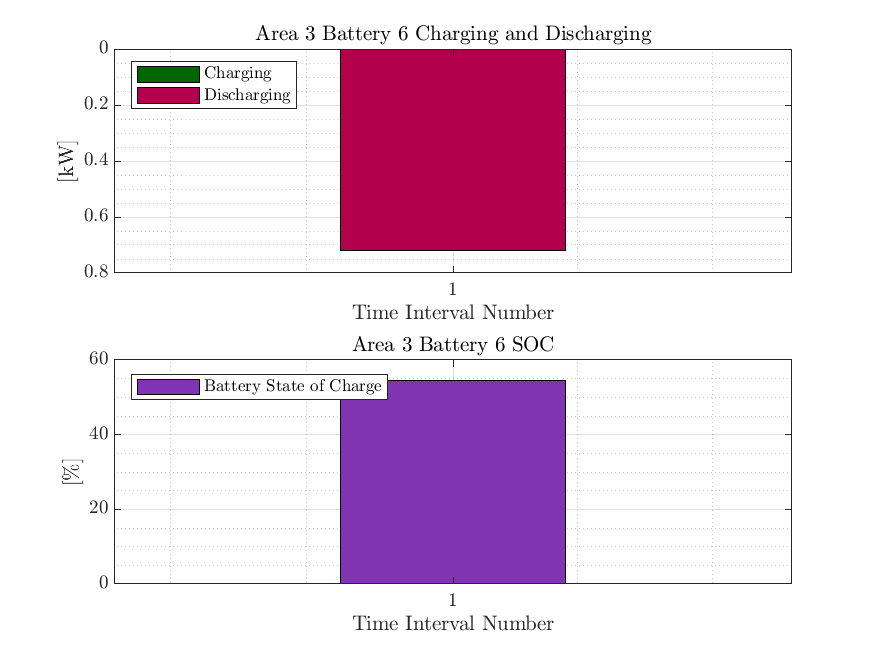 Area 3 Battery 6 Charging and Discharging
0
Charging
Discharging
0.2
0.4
0.6
0.8
[kW]
1
Time Interval Number
Area 3 Battery 6 SOC
60
Battery State of Charge
40
20
0
[%]
1
Time Interval Number